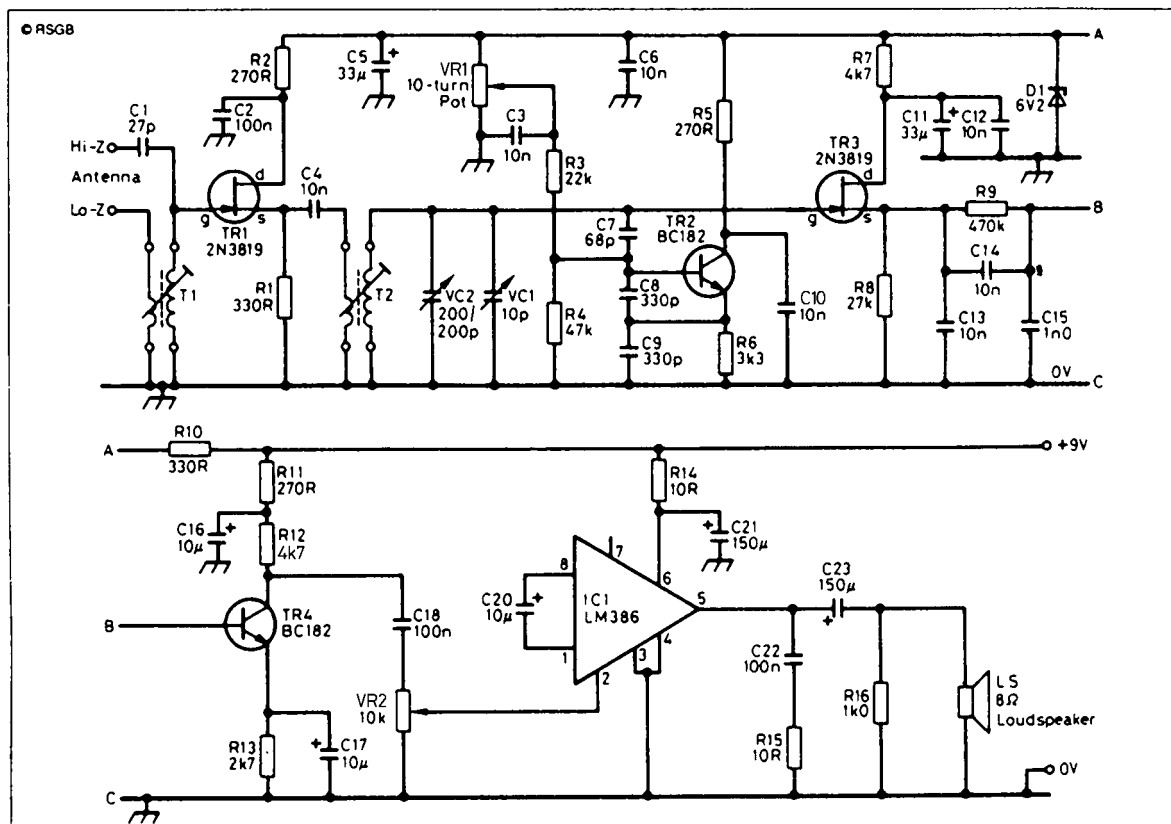 © RSGB
A
R2
270R
C5
33µ
+
VR1
10-turn
Pot
C6
10n
R7
4k7
D1
6V2
C1
27p
C2
100n
C3
10n
R5
270R
C11
33µ
+
C12
10n
Hi-Z
Antenna
Lo-Z
d
g
s
TR1
2N3819
C4
10n
R3
22k
C7
68p
TR2
BC182
TR3
2N3819
d
g
s
R9
470k
B
T1
R1
330R
T2
VC2
200/
200p
VC1
10p
R4
47k
C8
330p
C9
330p
R6
3k3
C10
10n
R8
27k
C14
10n
C13
10n
C15
1n0
0V
C
A
R10
330R
+9V
R11
270R
R14
10R
C16
10µ
+
R12
4k7
C21
150µ
+
B
TR4
BC182
C18
100n
C20
10µ
+
8
7
6
1
IC1
LM386
5
3
4
2
C23
150µ
+
C22
100n
VR2
10k
R16
1k0
LS
8Ω
Loudspeaker
R13
2k7
C17
10µ
+
R15
10R
0V
C